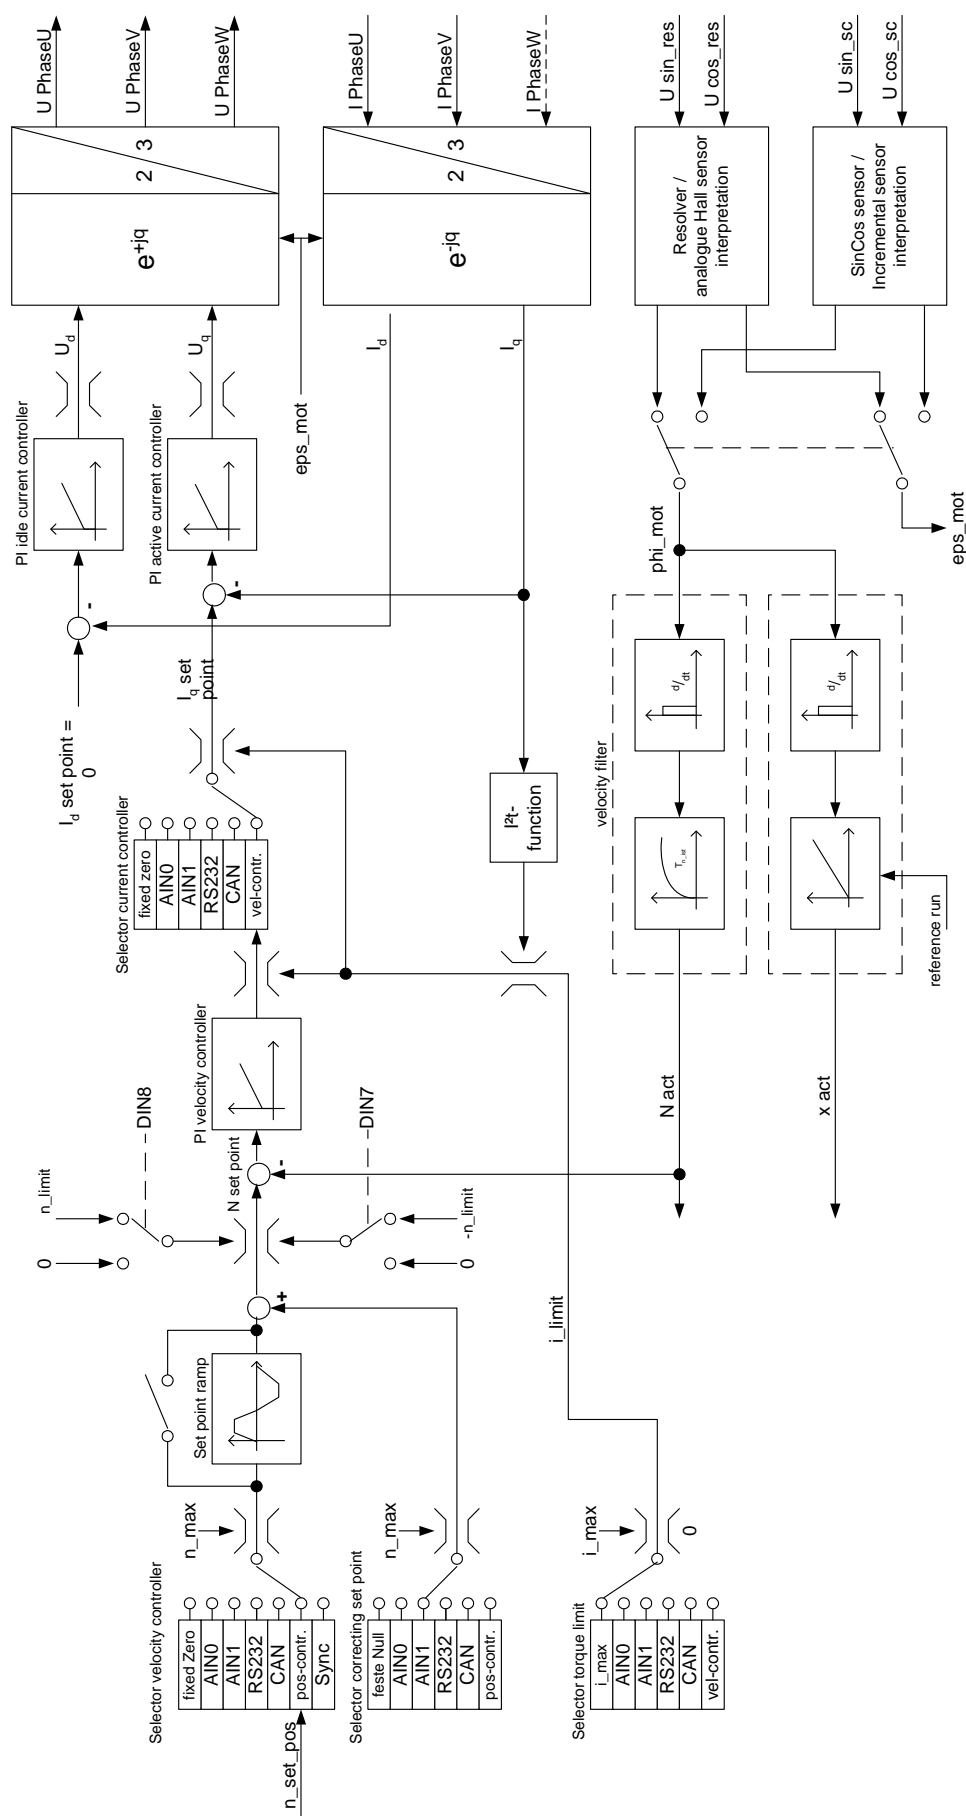 n_set_pos
Selector velocity controller
fixed Zero
AIN0
AIN1
RS232
CAN
pos-contr.
Sync
n_max
Set point ramp
+
0
n_limit
DIN8
N set point
-
0
-n_limit
DIN7
PI velocity controller
Selector current controller
fixed zero
AIN0
AIN1
RS232
CAN
vel-contr.
I_q set
point
I_d set point =
0
-
-
PI idle current controller
U_d
PI active current controller
U_q
e^+jq
2
3
U PhaseU
U PhaseV
U PhaseW
Selector correcting set point
feste Null
AIN0
AIN1
RS232
CAN
pos-contr.
n_max
eps_mot
I_d
I_q
e^-jq
2
3
I PhaseU
I PhaseV
I PhaseW
I²t-
function
Selector torque limit
i_max
AIN0
AIN1
RS232
CAN
vel-contr.
i_max
0
i_limit
N act
velocity filter
T_n_ist
d/dt
phi_mot
Resolver /
analogue Hall sensor
interpretation
U sin_res
U cos_res
x act
reference run
d/dt
eps_mot
SinCos sensor /
Incremental sensor
interpretation
U sin_sc
U cos_sc